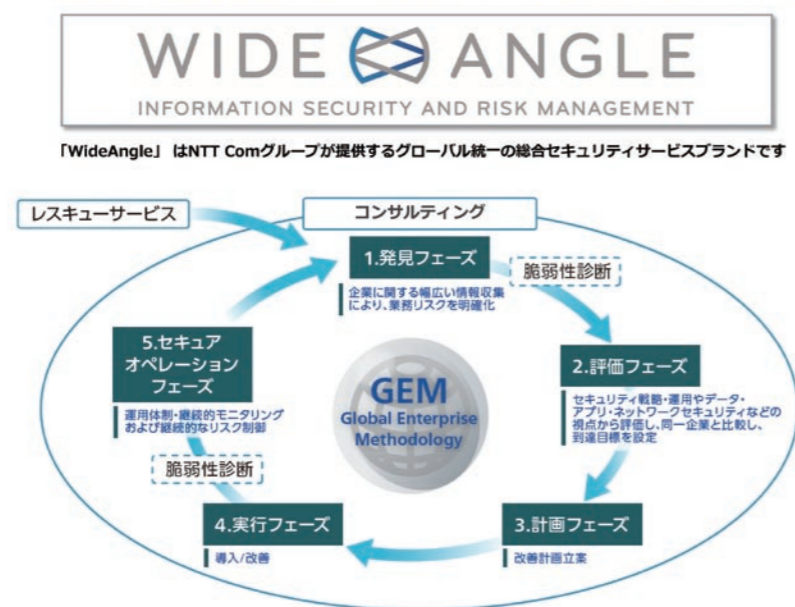 WIDE ANGLE
INFORMATION SECURITY AND RISK MANAGEMENT
「WideAngle」 はNTT Comグループが提供するグローバル統一の総合セキュリティサービスブランドです
レスキューサービス
コンサルティング
1.発見フェーズ
企業に関する幅広い情報収集
により、業務リスクを明確化
脆弱性診断
2.評価フェーズ
セキュリティ戦略・運用やデータ・
アプリ・ネットワークセキュリティなどの
視点から評価し、同一企業と比較し、
到達目標を設定
3.計画フェーズ
改善計画立案
4.実行フェーズ
導入/改善
脆弱性診断
5.セキュア
オペレーション
フェーズ
運用体制・継続的モニタリング
および継続的なリスク制御
GEM
Global Enterprise
Methodology